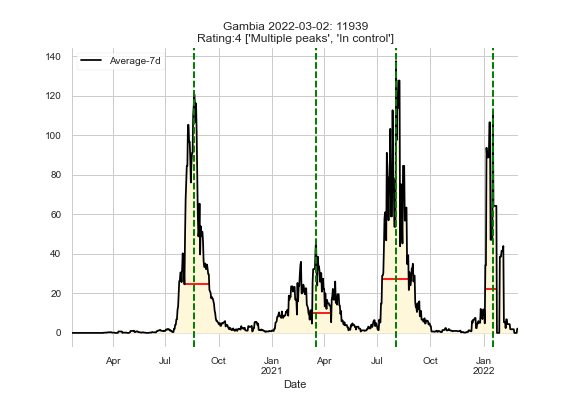 Gambia 2022-03-02: 11939
Rating:4 ['Multiple peaks', 'In control']
140
Average-7d
120
100
80
60
40
20
0
Apr Jul Oct Jan Apr Jul Oct Jan
2021 2022
Date